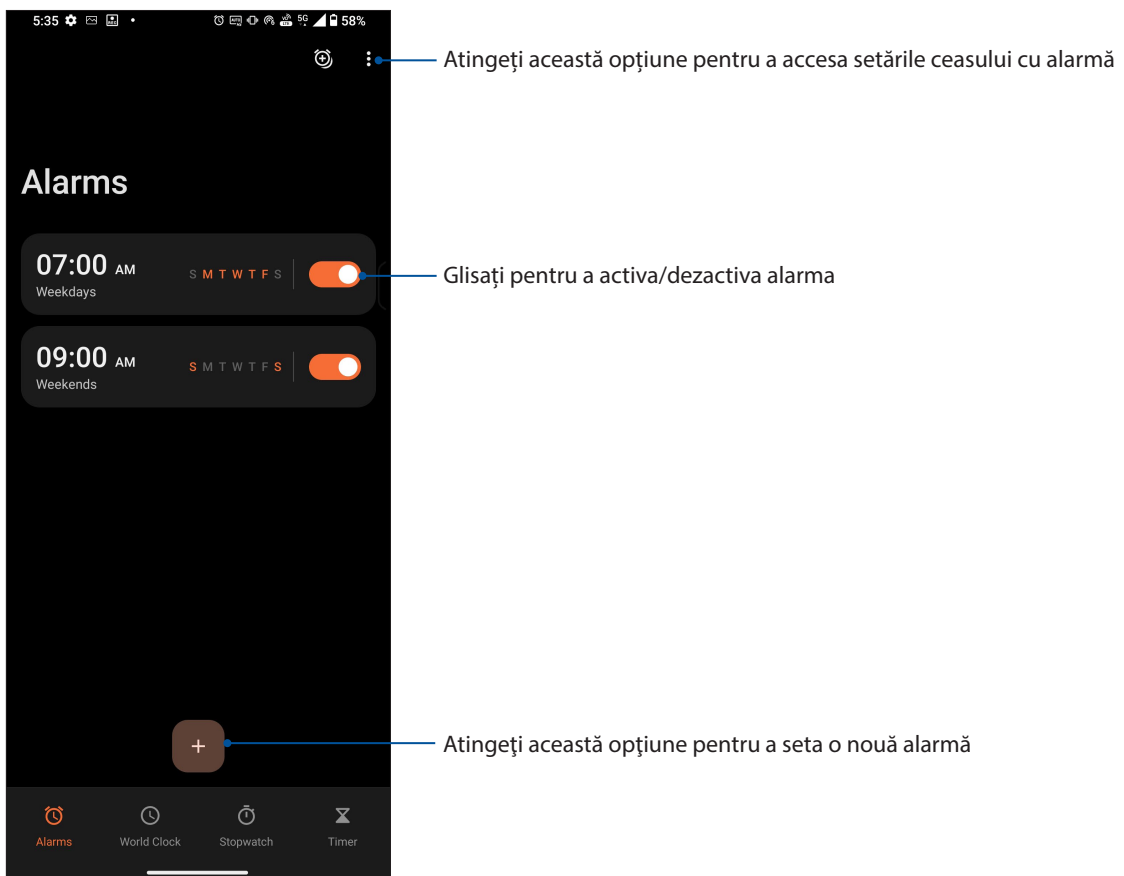 5:35 5G 58%
Atingeți această opțiune pentru a accesa setările ceasului cu alarmă
Alarms
07:00 AM S M T W T F S
Weekdays
Glisați pentru a activa/dezactiva alarma
09:00 AM S M T W T F S
Weekends
+
Atingeţi această opţiune pentru a seta o nouă alarmă
Alarms World Clock Stopwatch Timer